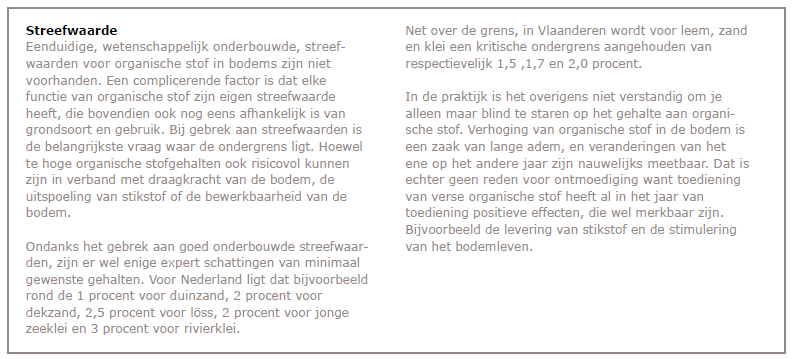 Streefwaarde
Eenduidige, wetenschappelijk onderbouwde, streef-
waarden voor organische stof in bodems zijn niet
voorhanden. Een complicerende factor is dat elke
functie van organische stof zijn eigen streefwaarde
heeft, die bovendien ook nog eens afhankelijk is van
grondsoort en gebruik. Bij gebrek aan streefwaarden is
de belangrijkste vraag waar de ondergrens ligt. Hoewel
te hoge organische stofgehalten ook risicovol kunnen
zijn in verband met draagkracht van de bodem, de
uitspoeling van stikstof of de bewerkbaarheid van de
bodem.
Ondanks het gebrek aan goed onderbouwde streefwaar-
den, zijn er wel enige expert schattingen van minimaal
gewenste gehalten. Voor Nederland ligt dat bijvoorbeeld
rond de 1 procent voor duinzand, 2 procent voor
dekzand, 2,5 procent voor löss, 2 procent voor jonge
zeeklei en 3 procent voor rivierklei.
Net over de grens, in Vlaanderen wordt voor leem, zand
en klei een kritische ondergrens aangehouden van
respectievelijk 1,5 ,1,7 en 2,0 procent.
In de praktijk is het overigens niet verstandig om je
alleen maar blind te staren op het gehalte aan organi-
sche stof. Verhoging van organische stof in de bodem is
een zaak van lange adem, en veranderingen van het
ene op het andere jaar zijn nauwelijks meetbaar. Dat is
echter geen reden voor ontmoediging want toediening
van verse organische stof heeft al in het jaar van
toediening positieve effecten, die wel merkbaar zijn.
Bijvoorbeeld de levering van stikstof en de stimulering
van het bodemleven.